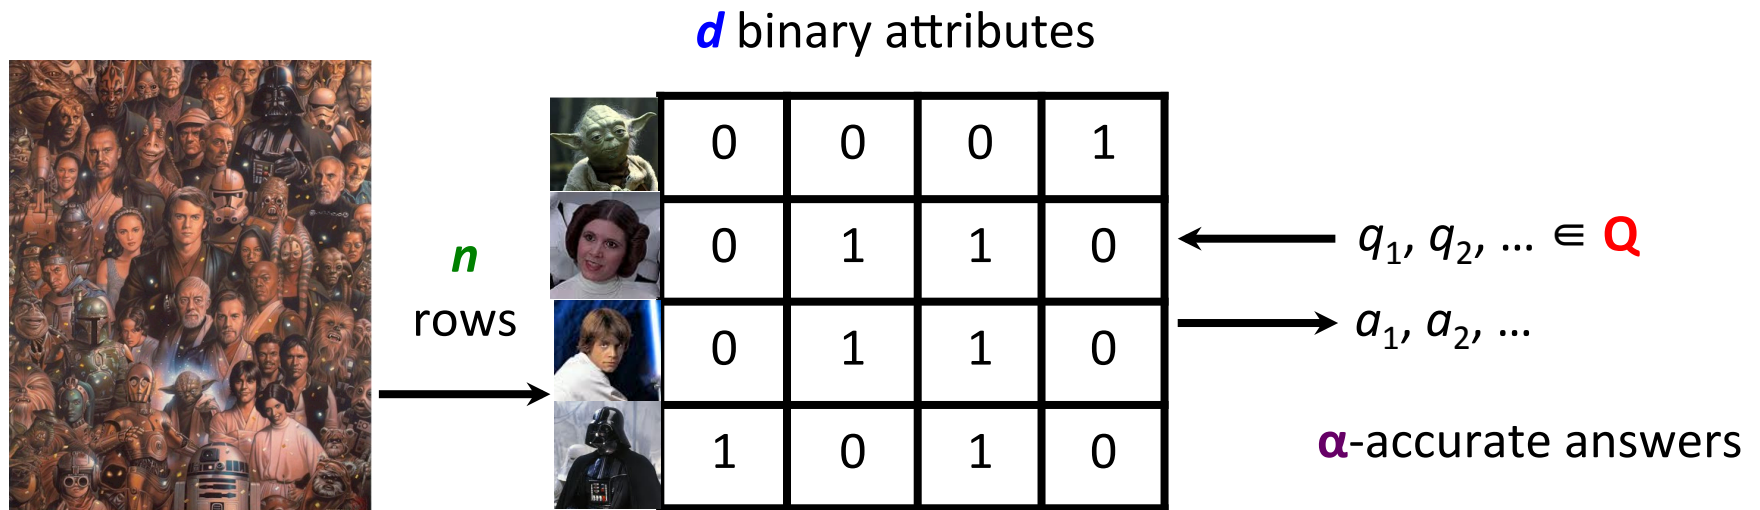 d binary attributes
n
rows
0 0 0 1
0 1 1 0
0 1 1 0
1 0 1 0
q1, q2, … ∈ Q
a1, a2, …
α-accurate answers